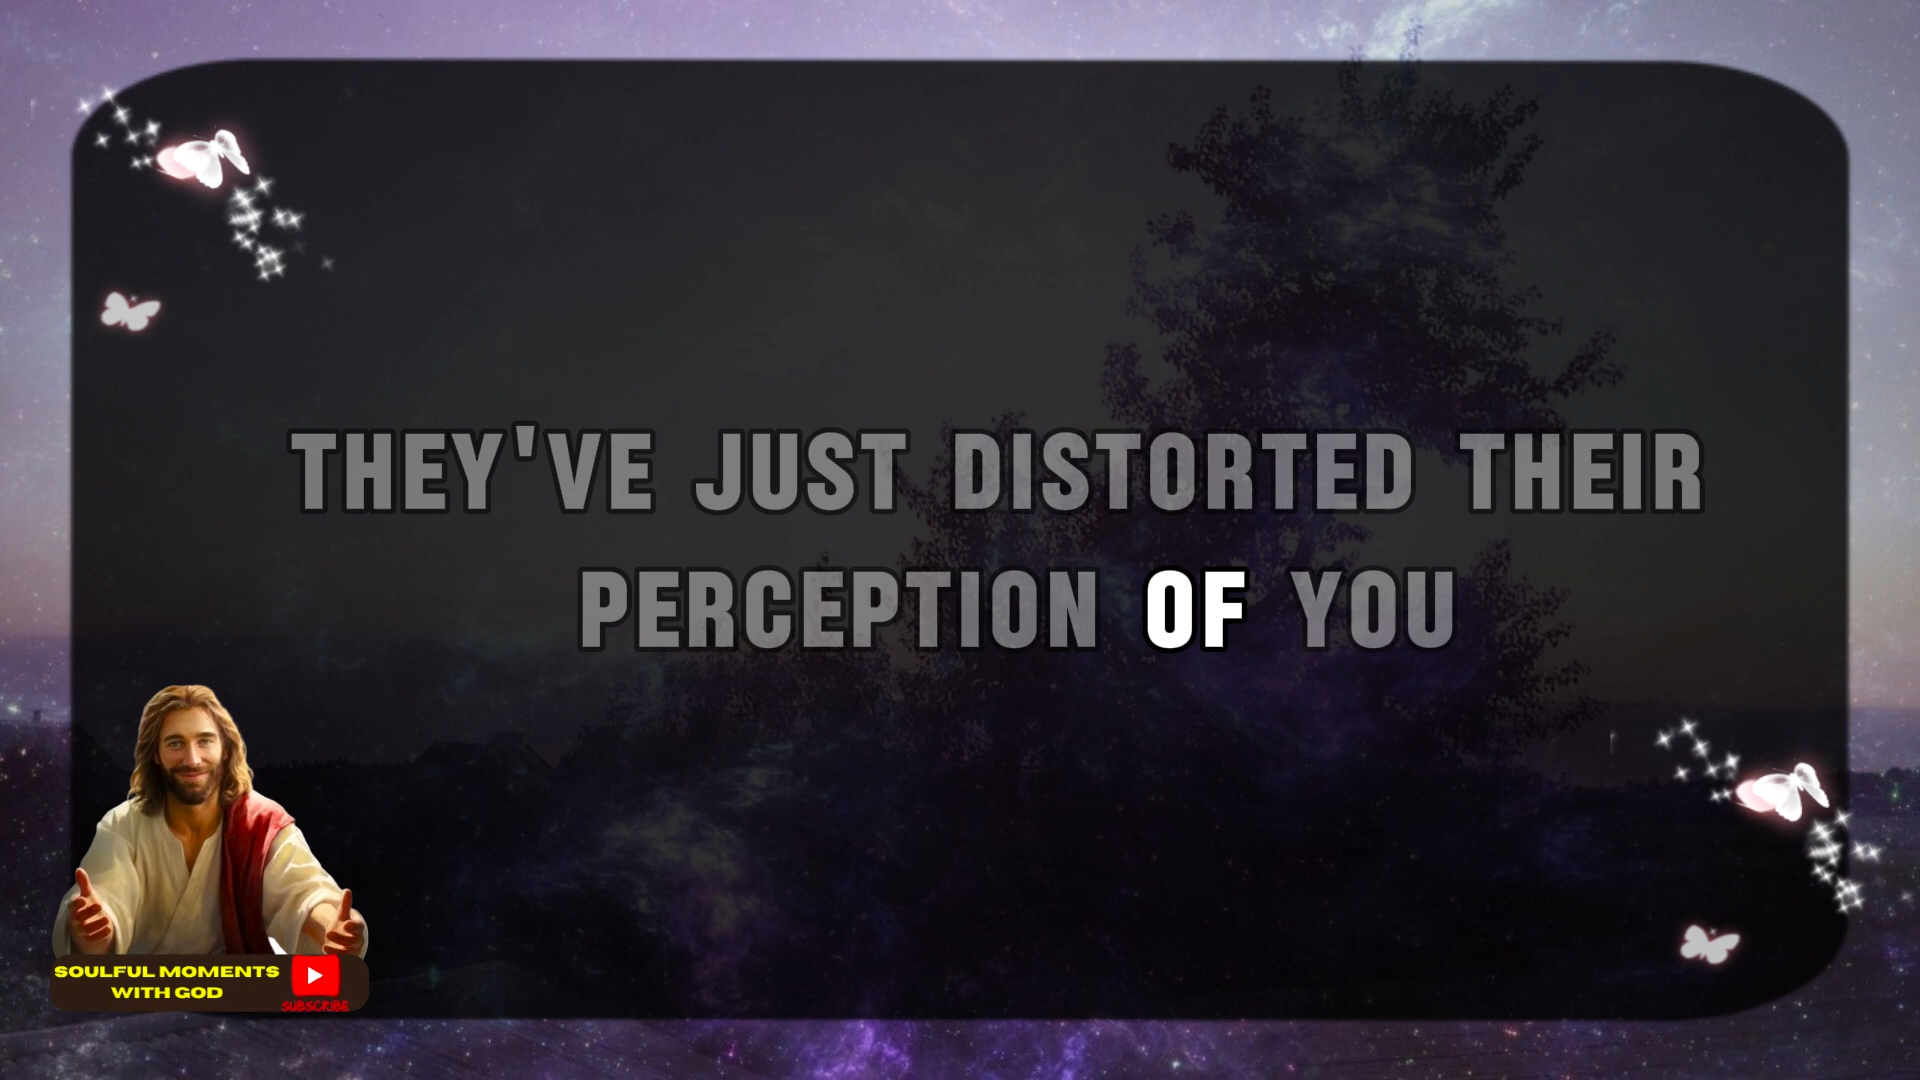 THEY'VE JUST DISTORTED THEIR
PERCEPTION OF YOU
SOULFUL MOMENTS
WITH GOD
SUBSCRIBE